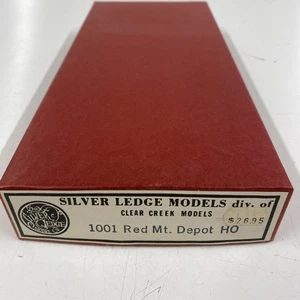 SILVER LEDGE MODELS div. of
CLEAR CREEK MODELS
$26.95
1001 Red Mt. Depot HO